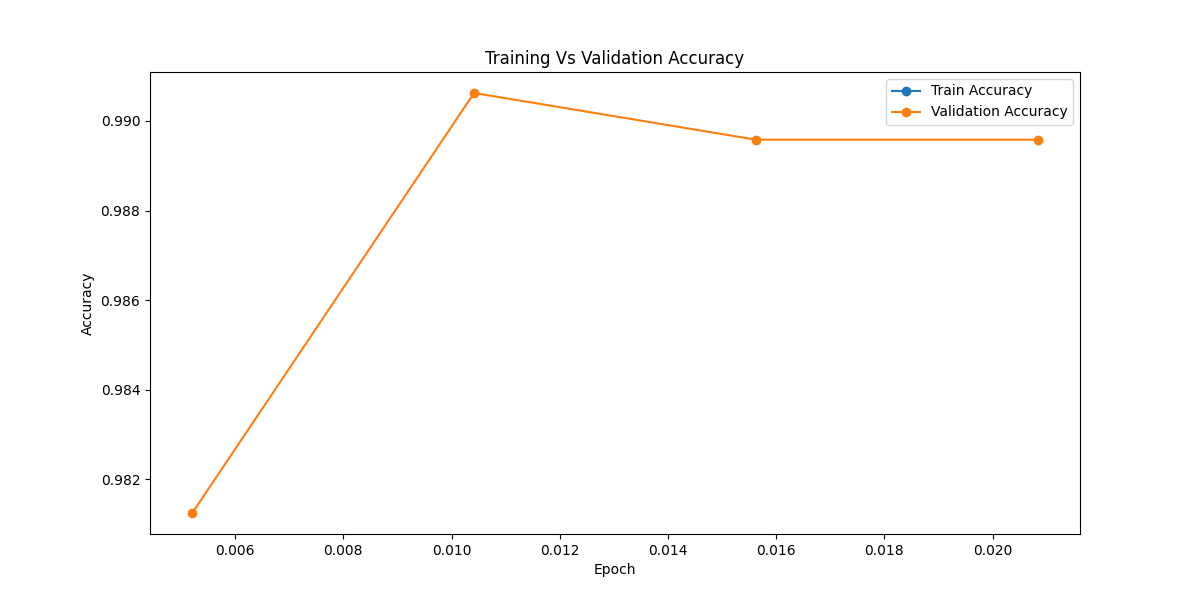 Training Vs Validation Accuracy
Train Accuracy
Validation Accuracy
0.990
0.988
0.986
0.984
0.982
Accuracy
0.006 0.008 0.010 0.012 0.014 0.016 0.018 0.020
Epoch